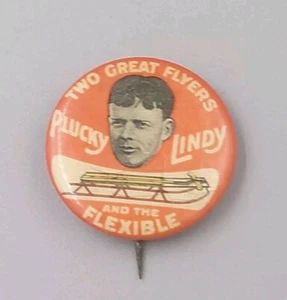 TWO GREAT FLYERS
PLUCKY LINDY
AND THE
FLEXIBLE